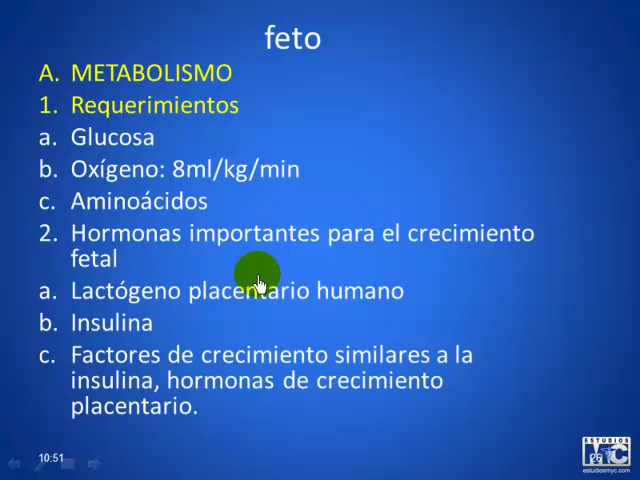 feto
A. METABOLISMO
1. Requerimientos
a. Glucosa
b. Oxígeno: 8ml/kg/min
c. Aminoácidos
2. Hormonas importantes para el crecimiento
fetal
a. Lactógeno placentario humano
b. Insulina
c. Factores de crecimiento similares a la
insulina, hormonas de crecimiento
placentario.
10:51
ESTUDIOS
estudiosmyc.com